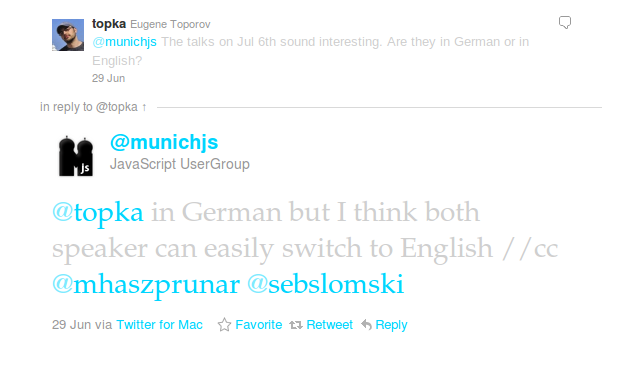 topka Eugene Toporov
@munichjs The talks on Jul 6th sound interesting. Are they in German or in
English?
29 Jun
in reply to @topka ↑
@munichjs
JavaScript UserGroup
js
@topka in German but I think both
speaker can easily switch to English //cc
@mhaszprunar @sebslomski
29 Jun via Twitter for Mac Favorite Retweet Reply